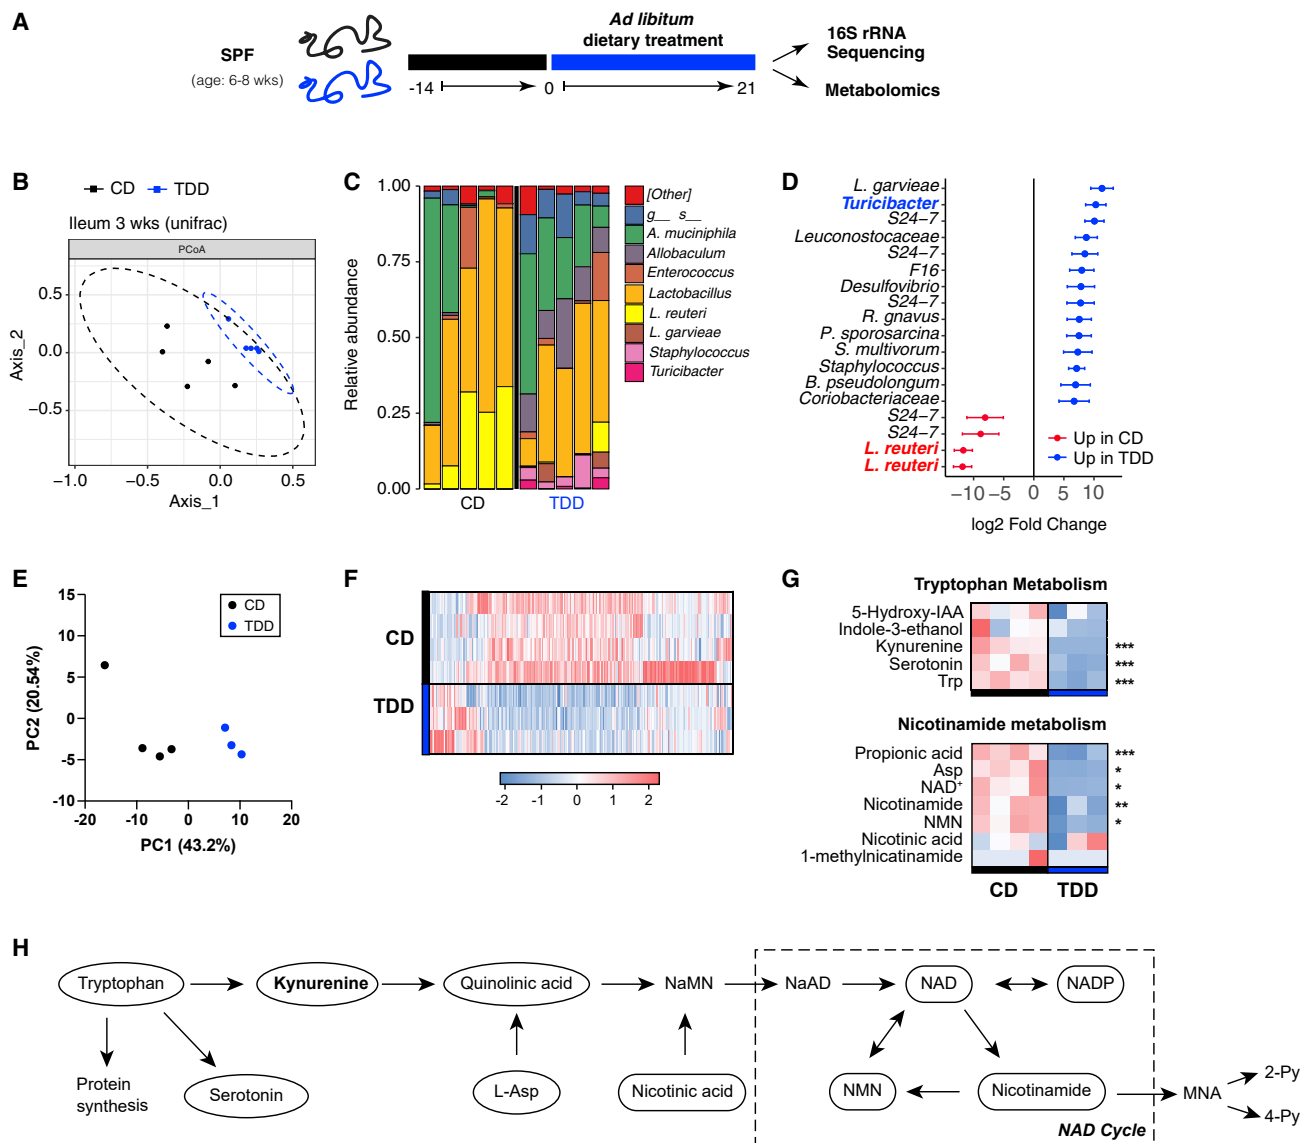 A
SPF
(age: 6-8 wks)
Ad libitum
dietary treatment
-14
0
21
16S rRNA
Sequencing
Metabolomics
B
CD
TDD
Ileum 3 wks (unifrac)
PCoA
Axis_2
0.5
0.0
−0.5
−1.0
−0.5
0.0
0.5
Axis_1
C
Relative abundance
1.00
0.75
0.50
0.25
0.00
CD
TDD
[Other]
g__ s__
A. muciniphila
Allobaculum
Enterococcus
Lactobacillus
L. reuteri
L. garvieae
Staphylococcus
Turicibacter
D
L. garvieae
Turicibacter
S24−7
Leuconostocaceae
S24−7
F16
Desulfovibrio
S24−7
R. gnavus
P. sporosarcina
S. multivorum
Staphylococcus
B. pseudolongum
Coriobacteriaceae
S24−7
S24−7
L. reuteri
L. reuteri
Up in CD
Up in TDD
−10
−5
0
5
10
log2 Fold Change
E
PC2 (20.54%)
15
10
5
0
-5
-10
-20
-10
0
10
20
PC1 (43.2%)
CD
TDD
F
CD
TDD
-2
-1
0
1
2
G
Tryptophan Metabolism
5-Hydroxy-IAA
Indole-3-ethanol
Kynurenine ***
Serotonin ***
Trp ***
Nicotinamide metabolism
Propionic acid ***
Asp *
NAD+ *
Nicotinamide **
NMN *
Nicotinic acid
1-methylnicatinamide
CD
TDD
H
Tryptophan
Kynurenine
Quinolinic acid
NaMN
NaAD
NAD
NADP
Protein
synthesis
Serotonin
L-Asp
Nicotinic acid
NMN
Nicotinamide
MNA
2-Py
4-Py
NAD Cycle